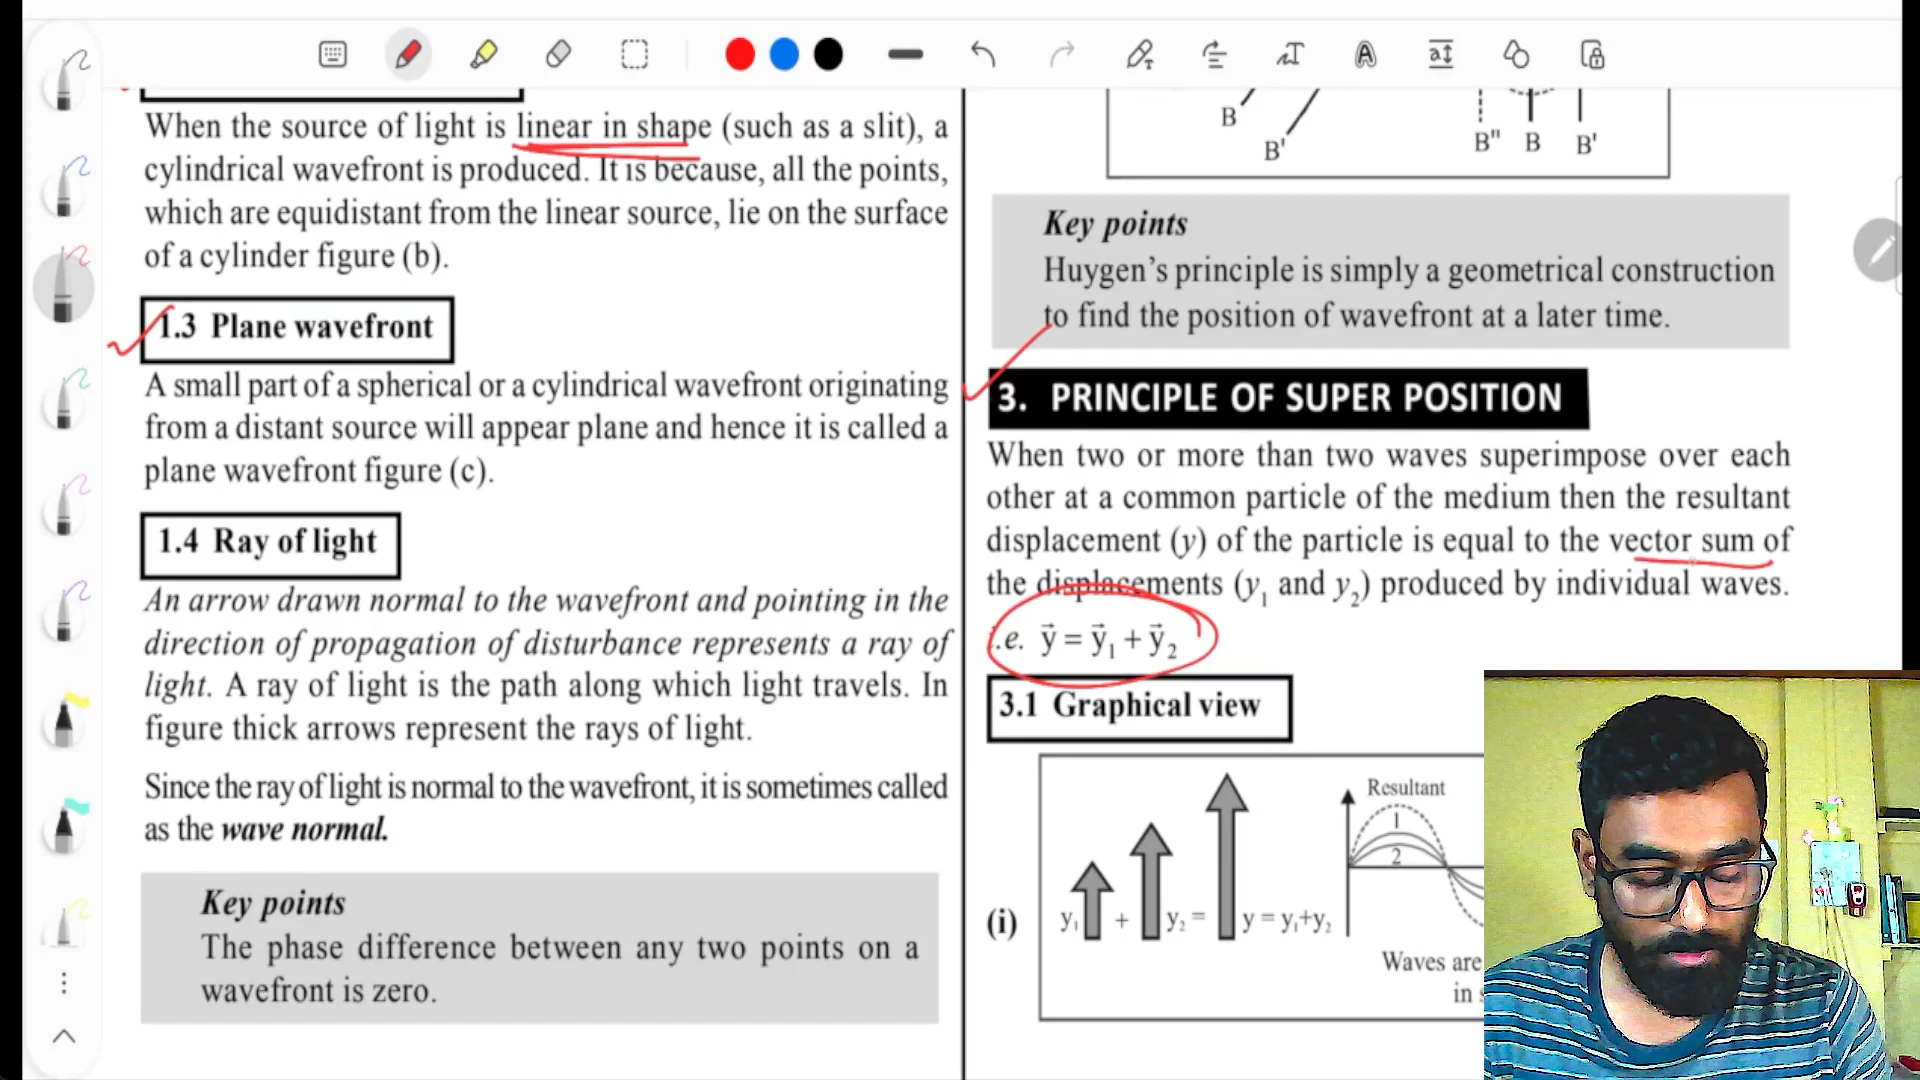 When the source of light is linear in shape (such as a slit), a
cylindrical wavefront is produced. It is because, all the points,
which are equidistant from the linear source, lie on the surface
of a cylinder figure (b).
1.3 Plane wavefront
A small part of a spherical or a cylindrical wavefront originating
from a distant source will appear plane and hence it is called a
plane wavefront figure (c).
1.4 Ray of light
An arrow drawn normal to the wavefront and pointing in the
direction of propagation of disturbance represents a ray of
light. A ray of light is the path along which light travels. In
figure thick arrows represent the rays of light.
Since the ray of light is normal to the wavefront, it is sometimes called
as the wave normal.
Key points
The phase difference between any two points on a
wavefront is zero.
B
B'
B" B B'
Key points
Huygen's principle is simply a geometrical construction
to find the position of wavefront at a later time.
3. PRINCIPLE OF SUPER POSITION
When two or more than two waves superimpose over each
other at a common particle of the medium then the resultant
displacement (y) of the particle is equal to the vector sum of
the displacements (y₁ and y₂) produced by individual waves.
.e. y⃗ = y⃗₁ + y⃗₂
3.1 Graphical view
Resultant
1
2
(i) y₁ + y₂ = y = y₁+y₂
Waves are
in